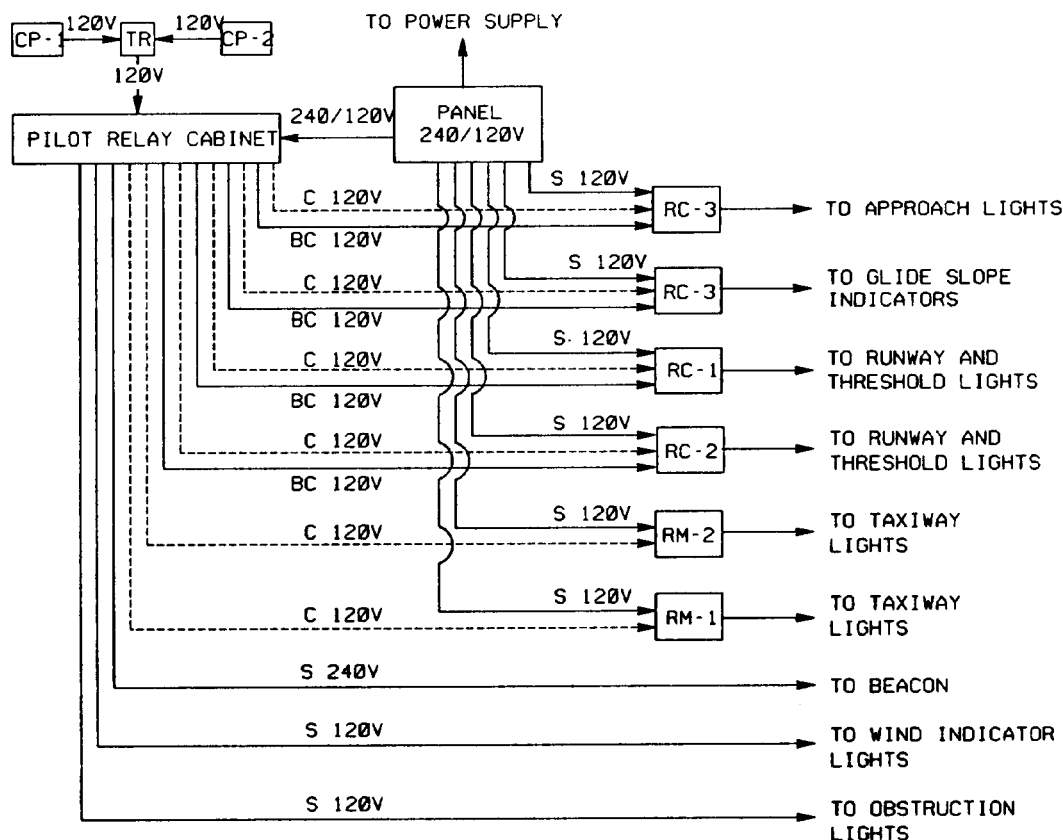 TO POWER SUPPLY
120V 120V
CP-1 TR CP-2
120V
PANEL
240/120V
240/120V
PILOT RELAY CABINET
S 120V
C 120V
RC-3
TO APPROACH LIGHTS
BC 120V
S 120V
C 120V
RC-3
TO GLIDE SLOPE
INDICATORS
BC 120V
S 120V
C 120V
RC-1
TO RUNWAY AND
THRESHOLD LIGHTS
BC 120V
S 120V
C 120V
RC-2
TO RUNWAY AND
THRESHOLD LIGHTS
BC 120V
S 120V
C 120V
RM-2
TO TAXIWAY
LIGHTS
S 120V
C 120V
RM-1
TO TAXIWAY
LIGHTS
S 240V
TO BEACON
S 120V
TO WIND INDICATOR
LIGHTS
S 120V
TO OBSTRUCTION
LIGHTS